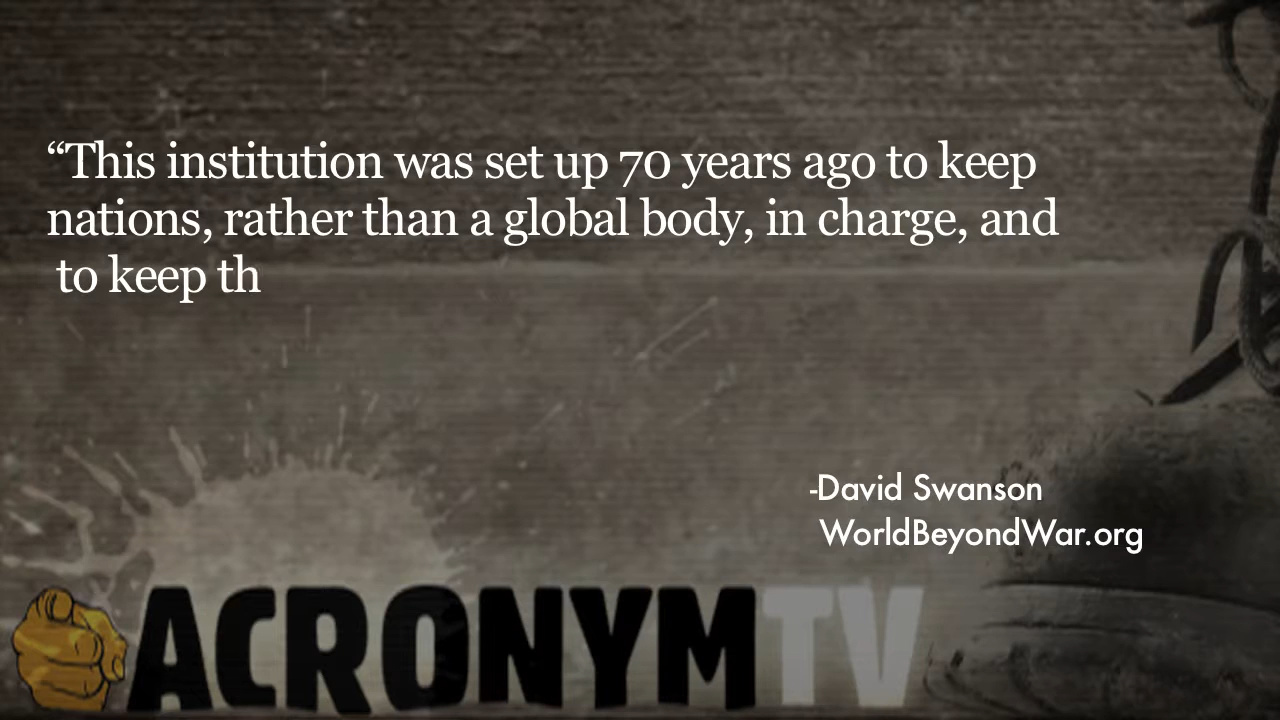 “This institution was set up 70 years ago to keep
nations, rather than a global body, in charge, and
to keep th
-David Swanson
WorldBeyondWar.org
ACRONYMTV